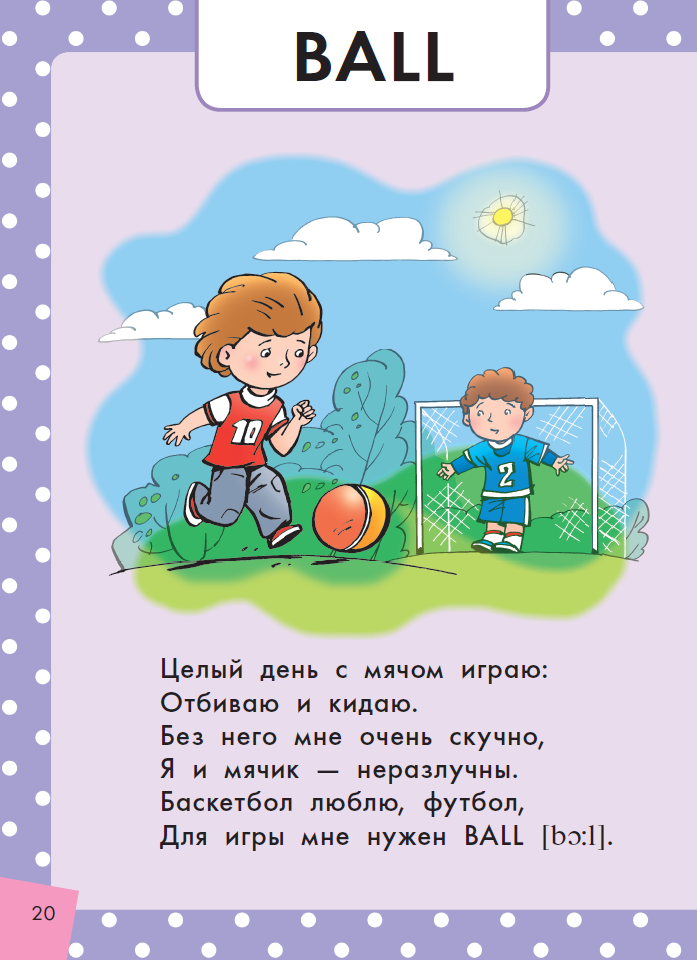 BALL
10
2
Целый день с мячом играю:
Отбиваю и кидаю.
Без него мне очень скучно,
Я и мячик — неразлучны.
Баскетбол люблю, футбол,
Для игры мне нужен BALL [bɔ:l].
20